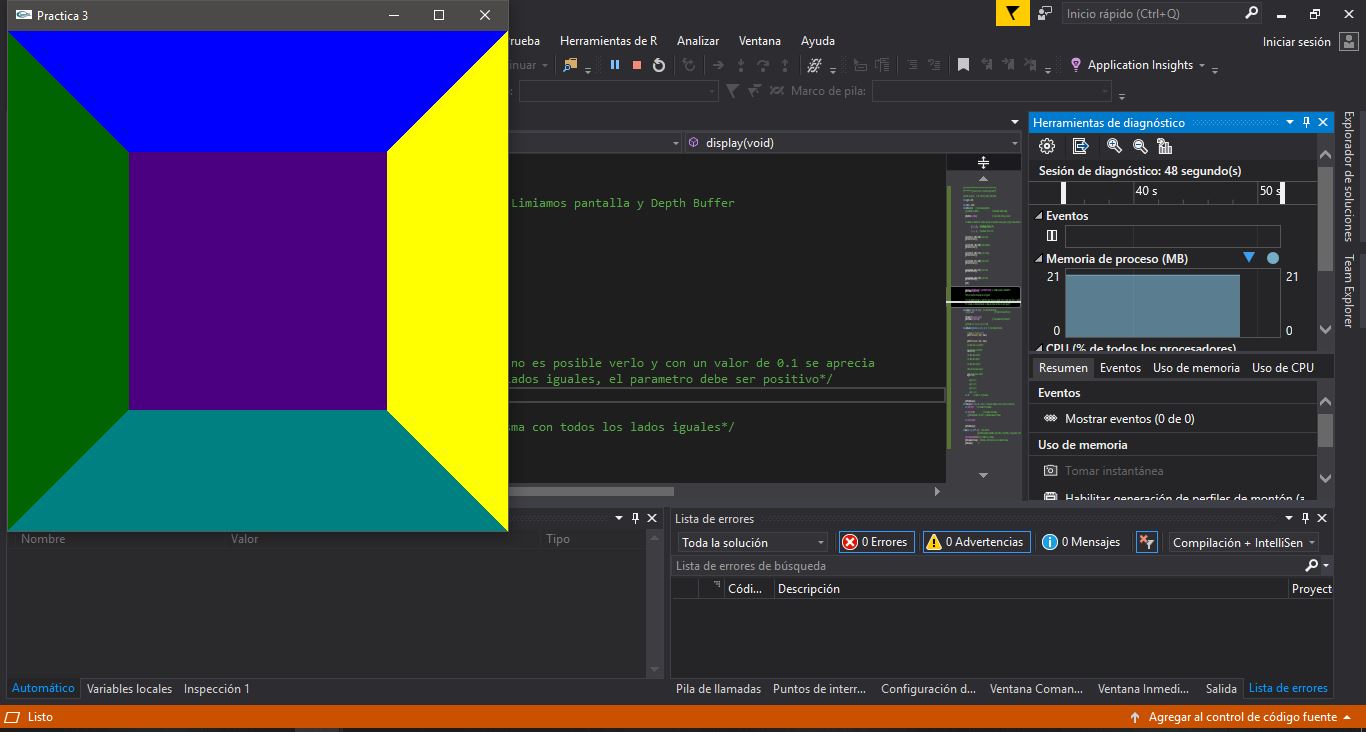 Practica 3
Inicio rápido (Ctrl+Q)
rueba Herramientas de R Analizar Ventana Ayuda
Iniciar sesión
nuar
Application Insights
Marco de pila:
display(void)
Limiamos pantalla y Depth Buffer
no es posible verlo y con un valor de 0.1 se aprecia
lados iguales, el parametro debe ser positivo*/
sma con todos los lados iguales*/
Herramientas de diagnóstico
Sesión de diagnóstico: 48 segundo(s)
40 s 50 s
Eventos
Memoria de proceso (MB)
21 21
0 0
CPU (% de todos los procesadores)
Resumen Eventos Uso de memoria Uso de CPU
Eventos
Mostrar eventos (0 de 0)
Uso de memoria
Tomar instantánea
Habilitar generación de perfiles de montón (a
Explorador de soluciones
Team Explorer
Nombre Valor Tipo
Automático Variables locales Inspección 1
Lista de errores
Toda la solución 0 Errores 0 Advertencias 0 Mensajes Compilación + IntelliSen
Lista de errores de búsqueda
Códi... Descripción Proyect
Pila de llamadas Puntos de interr... Configuración d... Ventana Coman... Ventana Inmedi... Salida Lista de errores
Listo
Agregar al control de código fuente